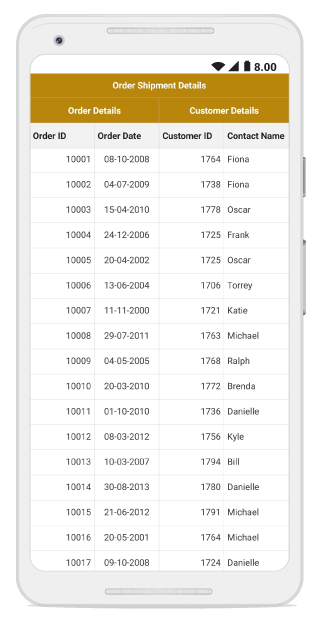 8.00
Order Shipment Details
Order Details Customer Details
Order ID Order Date Customer ID Contact Name
10001 08-10-2008 1764 Fiona
10002 04-07-2009 1738 Fiona
10003 15-04-2010 1778 Oscar
10004 24-12-2006 1725 Frank
10005 20-04-2002 1725 Oscar
10006 13-06-2004 1706 Torrey
10007 11-11-2000 1721 Katie
10008 29-07-2011 1763 Michael
10009 04-05-2005 1768 Ralph
10010 20-03-2010 1772 Brenda
10011 01-10-2010 1736 Danielle
10012 08-03-2012 1756 Kyle
10013 10-03-2007 1794 Bill
10014 30-08-2013 1780 Danielle
10015 21-06-2012 1791 Michael
10016 20-05-2001 1764 Michael
10017 09-10-2008 1724 Danielle